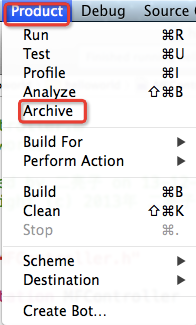 Product Debug Source C
Run ⌘R
Test ⌘U
Profile ⌘I
Analyze ⇧⌘B
Archive
Build For ▶
Perform Action ▶
Build ⌘B
Clean ⇧⌘K
Stop ⌘.
Scheme ▶
Destination ▶
Create Bot...